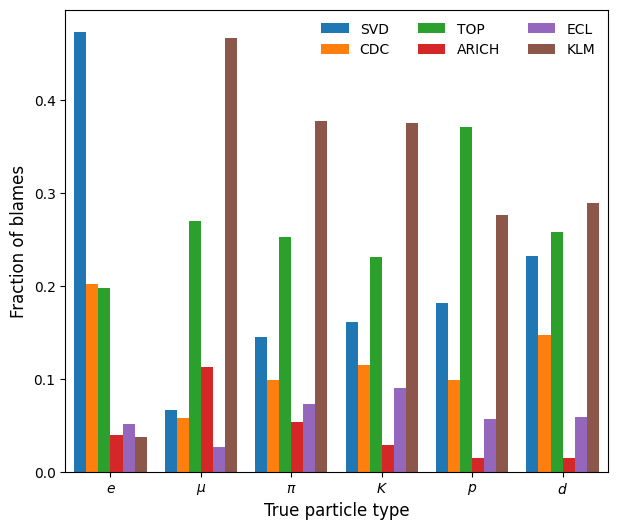 SVD TOP ECL
CDC ARICH KLM
Fraction of blames
0.4
0.3
0.2
0.1
0.0
e μ π K p d
True particle type